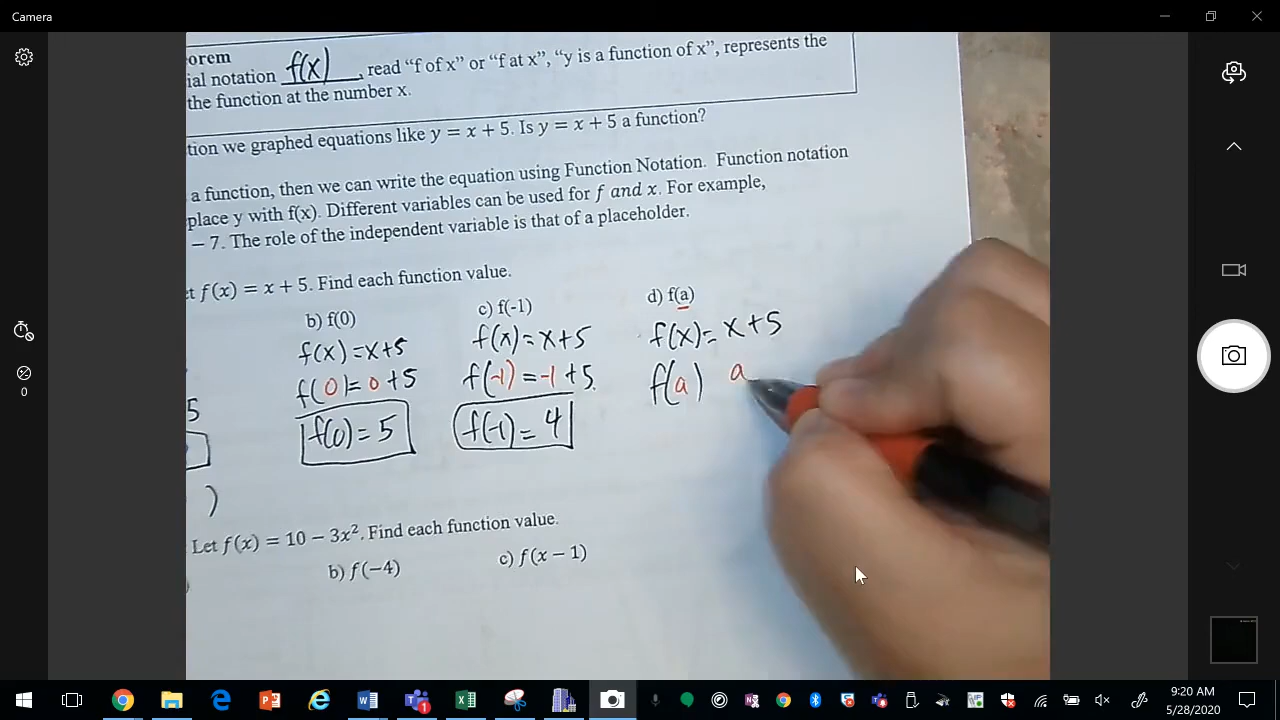 Camera
orem
ial notation f(x), read “f of x” or “f at x”, “y is a function of x”, represents the
the function at the number x.
tion we graphed equations like y = x + 5. Is y = x + 5 a function?
a function, then we can write the equation using Function Notation. Function notation
place y with f(x). Different variables can be used for f and x. For example,
− 7. The role of the independent variable is that of a placeholder.
t f(x) = x + 5. Find each function value.
b) f(0) c) f(-1) d) f(a)
f(x) = x+5 f(x) = x+5 f(x) = x+5
f(0) = 0+5 f(-1) = -1+5 f(a) a
5 f(0) = 5 f(-1) = 4
)
Let f(x) = 10 − 3x². Find each function value.
b) f(−4) c) f(x − 1)
0
1
9:20 AM
5/28/2020